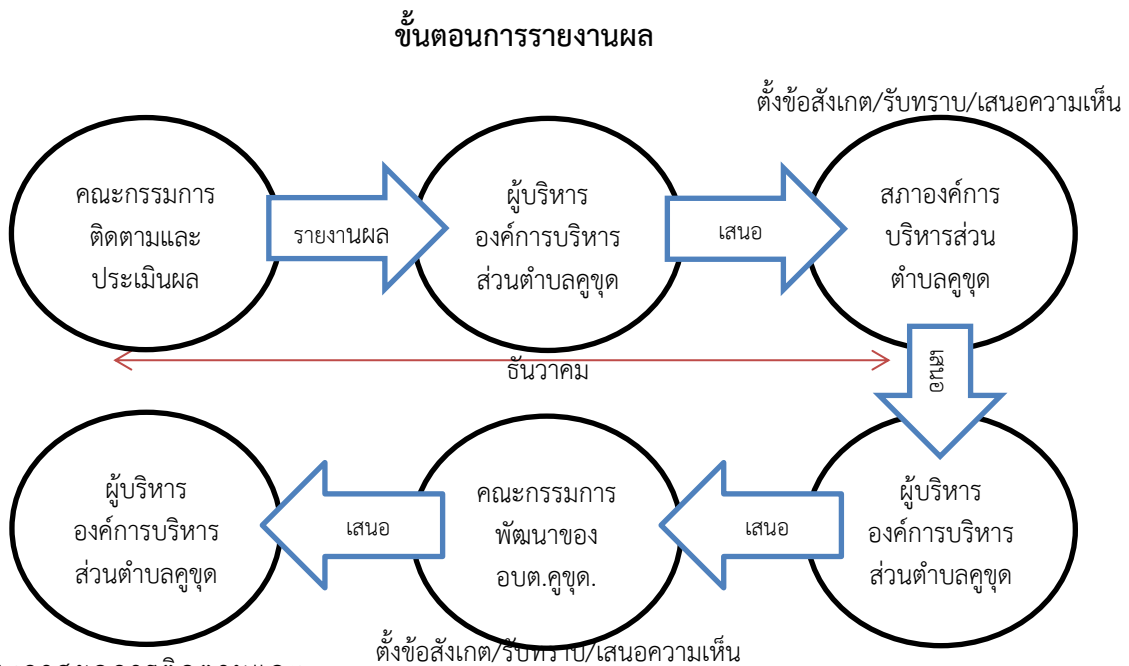 ขั้นตอนการรายงานผล
ตั้งข้อสังเกต/รับทราบ/เสนอความเห็น
คณะกรรมการ
ติดตามและ
ประเมินผล
รายงานผล
ผู้บริหาร
องค์การบริหาร
ส่วนตำบลคูขุด
เสนอ
สภาองค์การ
บริหารส่วน
ตำบลคูขุด
ธันวาคม
เสนอ
ผู้บริหาร
องค์การบริหาร
ส่วนตำบลคูขุด
เสนอ
คณะกรรมการ
พัฒนาของ
อบต.คูขุด.
เสนอ
ผู้บริหาร
องค์การบริหาร
ส่วนตำบลคูขุด
ตั้งข้อสังเกต/รับทราบ/เสนอความเห็น